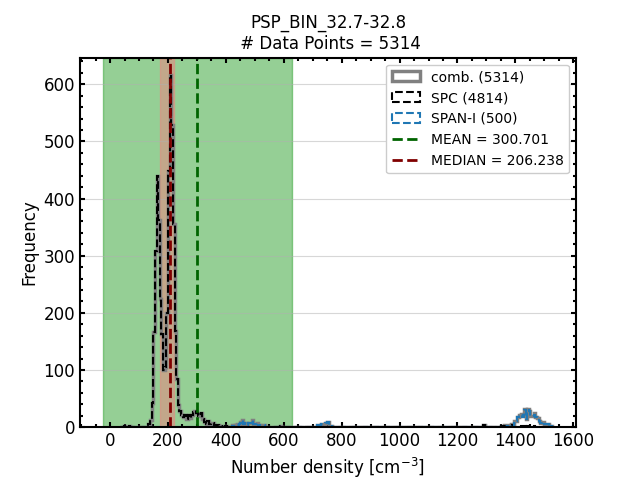 PSP_BIN_32.7-32.8
# Data Points = 5314
comb. (5314)
SPC (4814)
SPAN-I (500)
MEAN = 300.701
MEDIAN = 206.238
Frequency
600
500
400
300
200
100
0
0 200 400 600 800 1000 1200 1400 1600
Number density [cm⁻³]